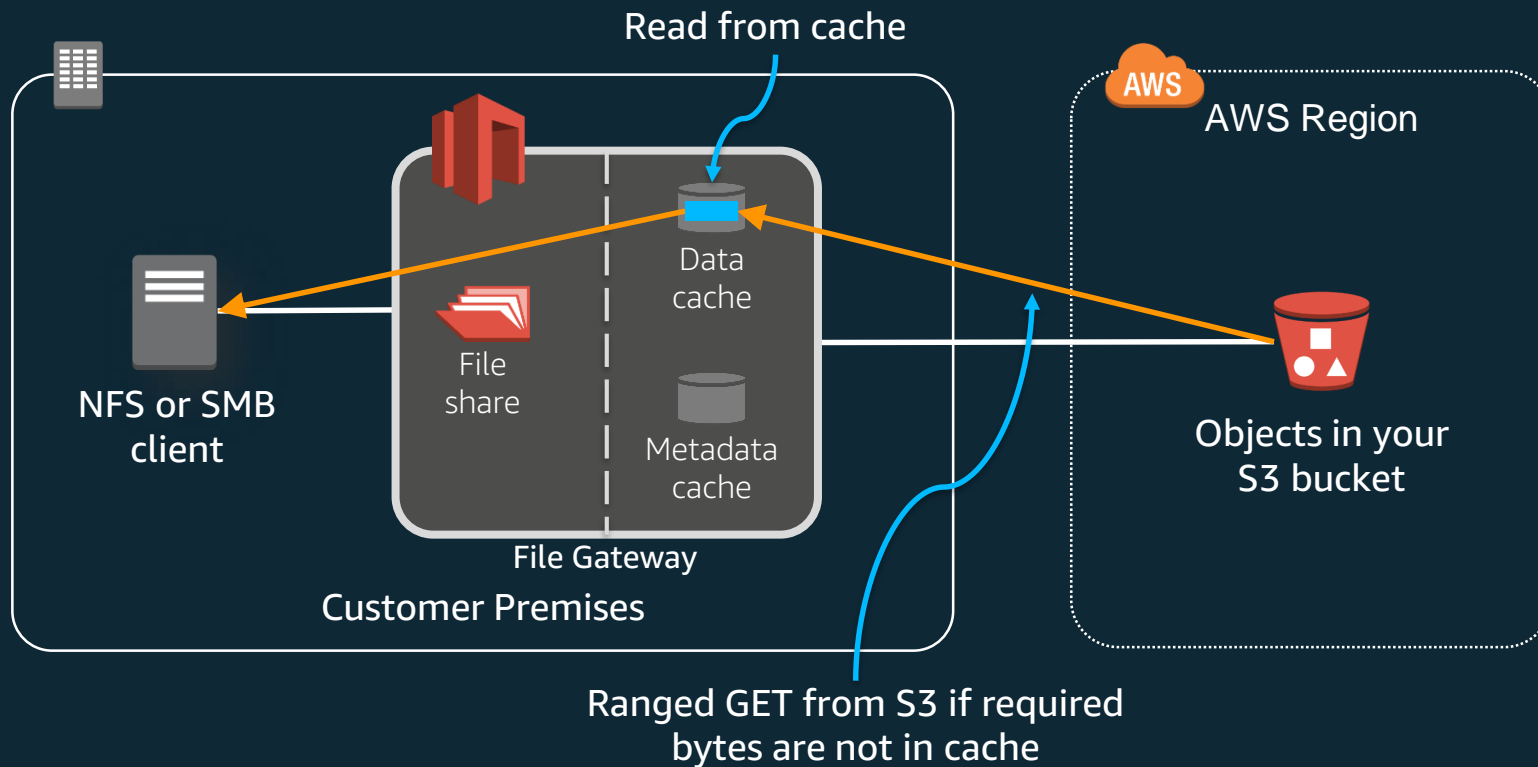 Read from cache
AWS
AWS Region
Data
cache
File
share
NFS or SMB
client
Metadata
cache
Objects in your
S3 bucket
File Gateway
Customer Premises
Ranged GET from S3 if required
bytes are not in cache